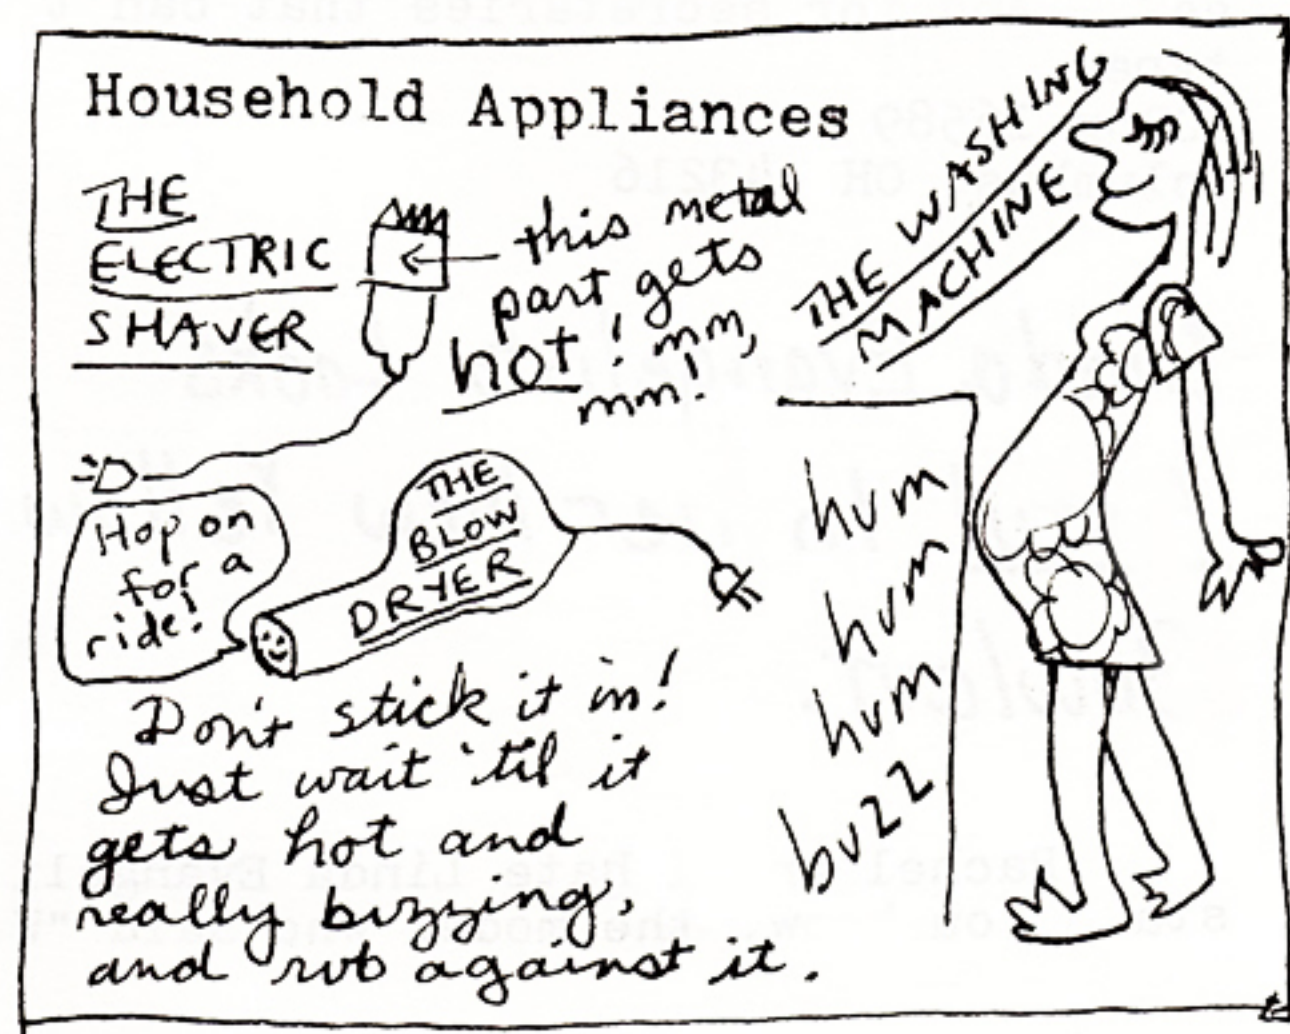 Household Appliances
THE
ELECTRIC
SHAVER
this metal
part gets
hot! mm,
mm!
THE WASHING
MACHINE
Hop on
for a
ride!
THE
BLOW
DRYER
Don't stick it in!
Just wait 'til it
gets hot and
really bizzing,
and rub against it.
hum
hum
hum
buzz